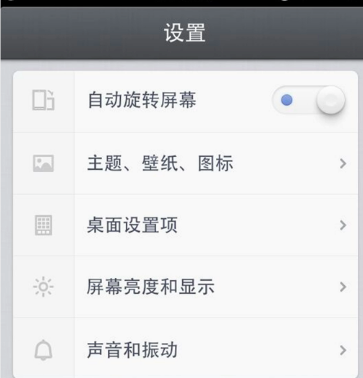 设置
自动旋转屏幕
主题、壁纸、图标
桌面设置项
屏幕亮度和显示
声音和振动